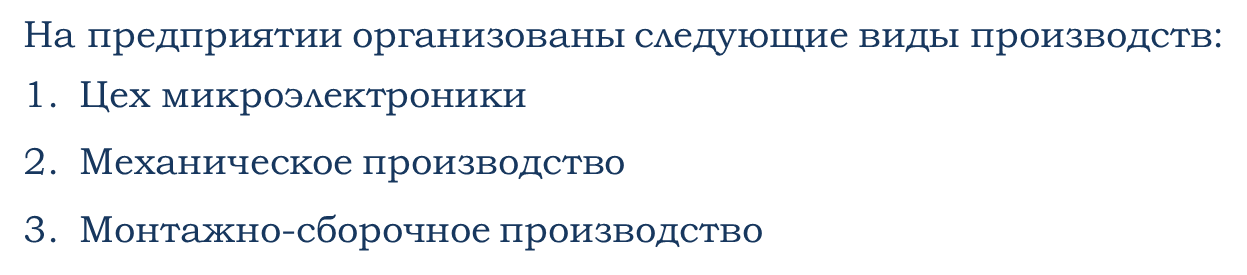 На предприятии организованы следующие виды производств:
1. Цех микроэлектроники
2. Механическое производство
3. Монтажно-сборочное производство